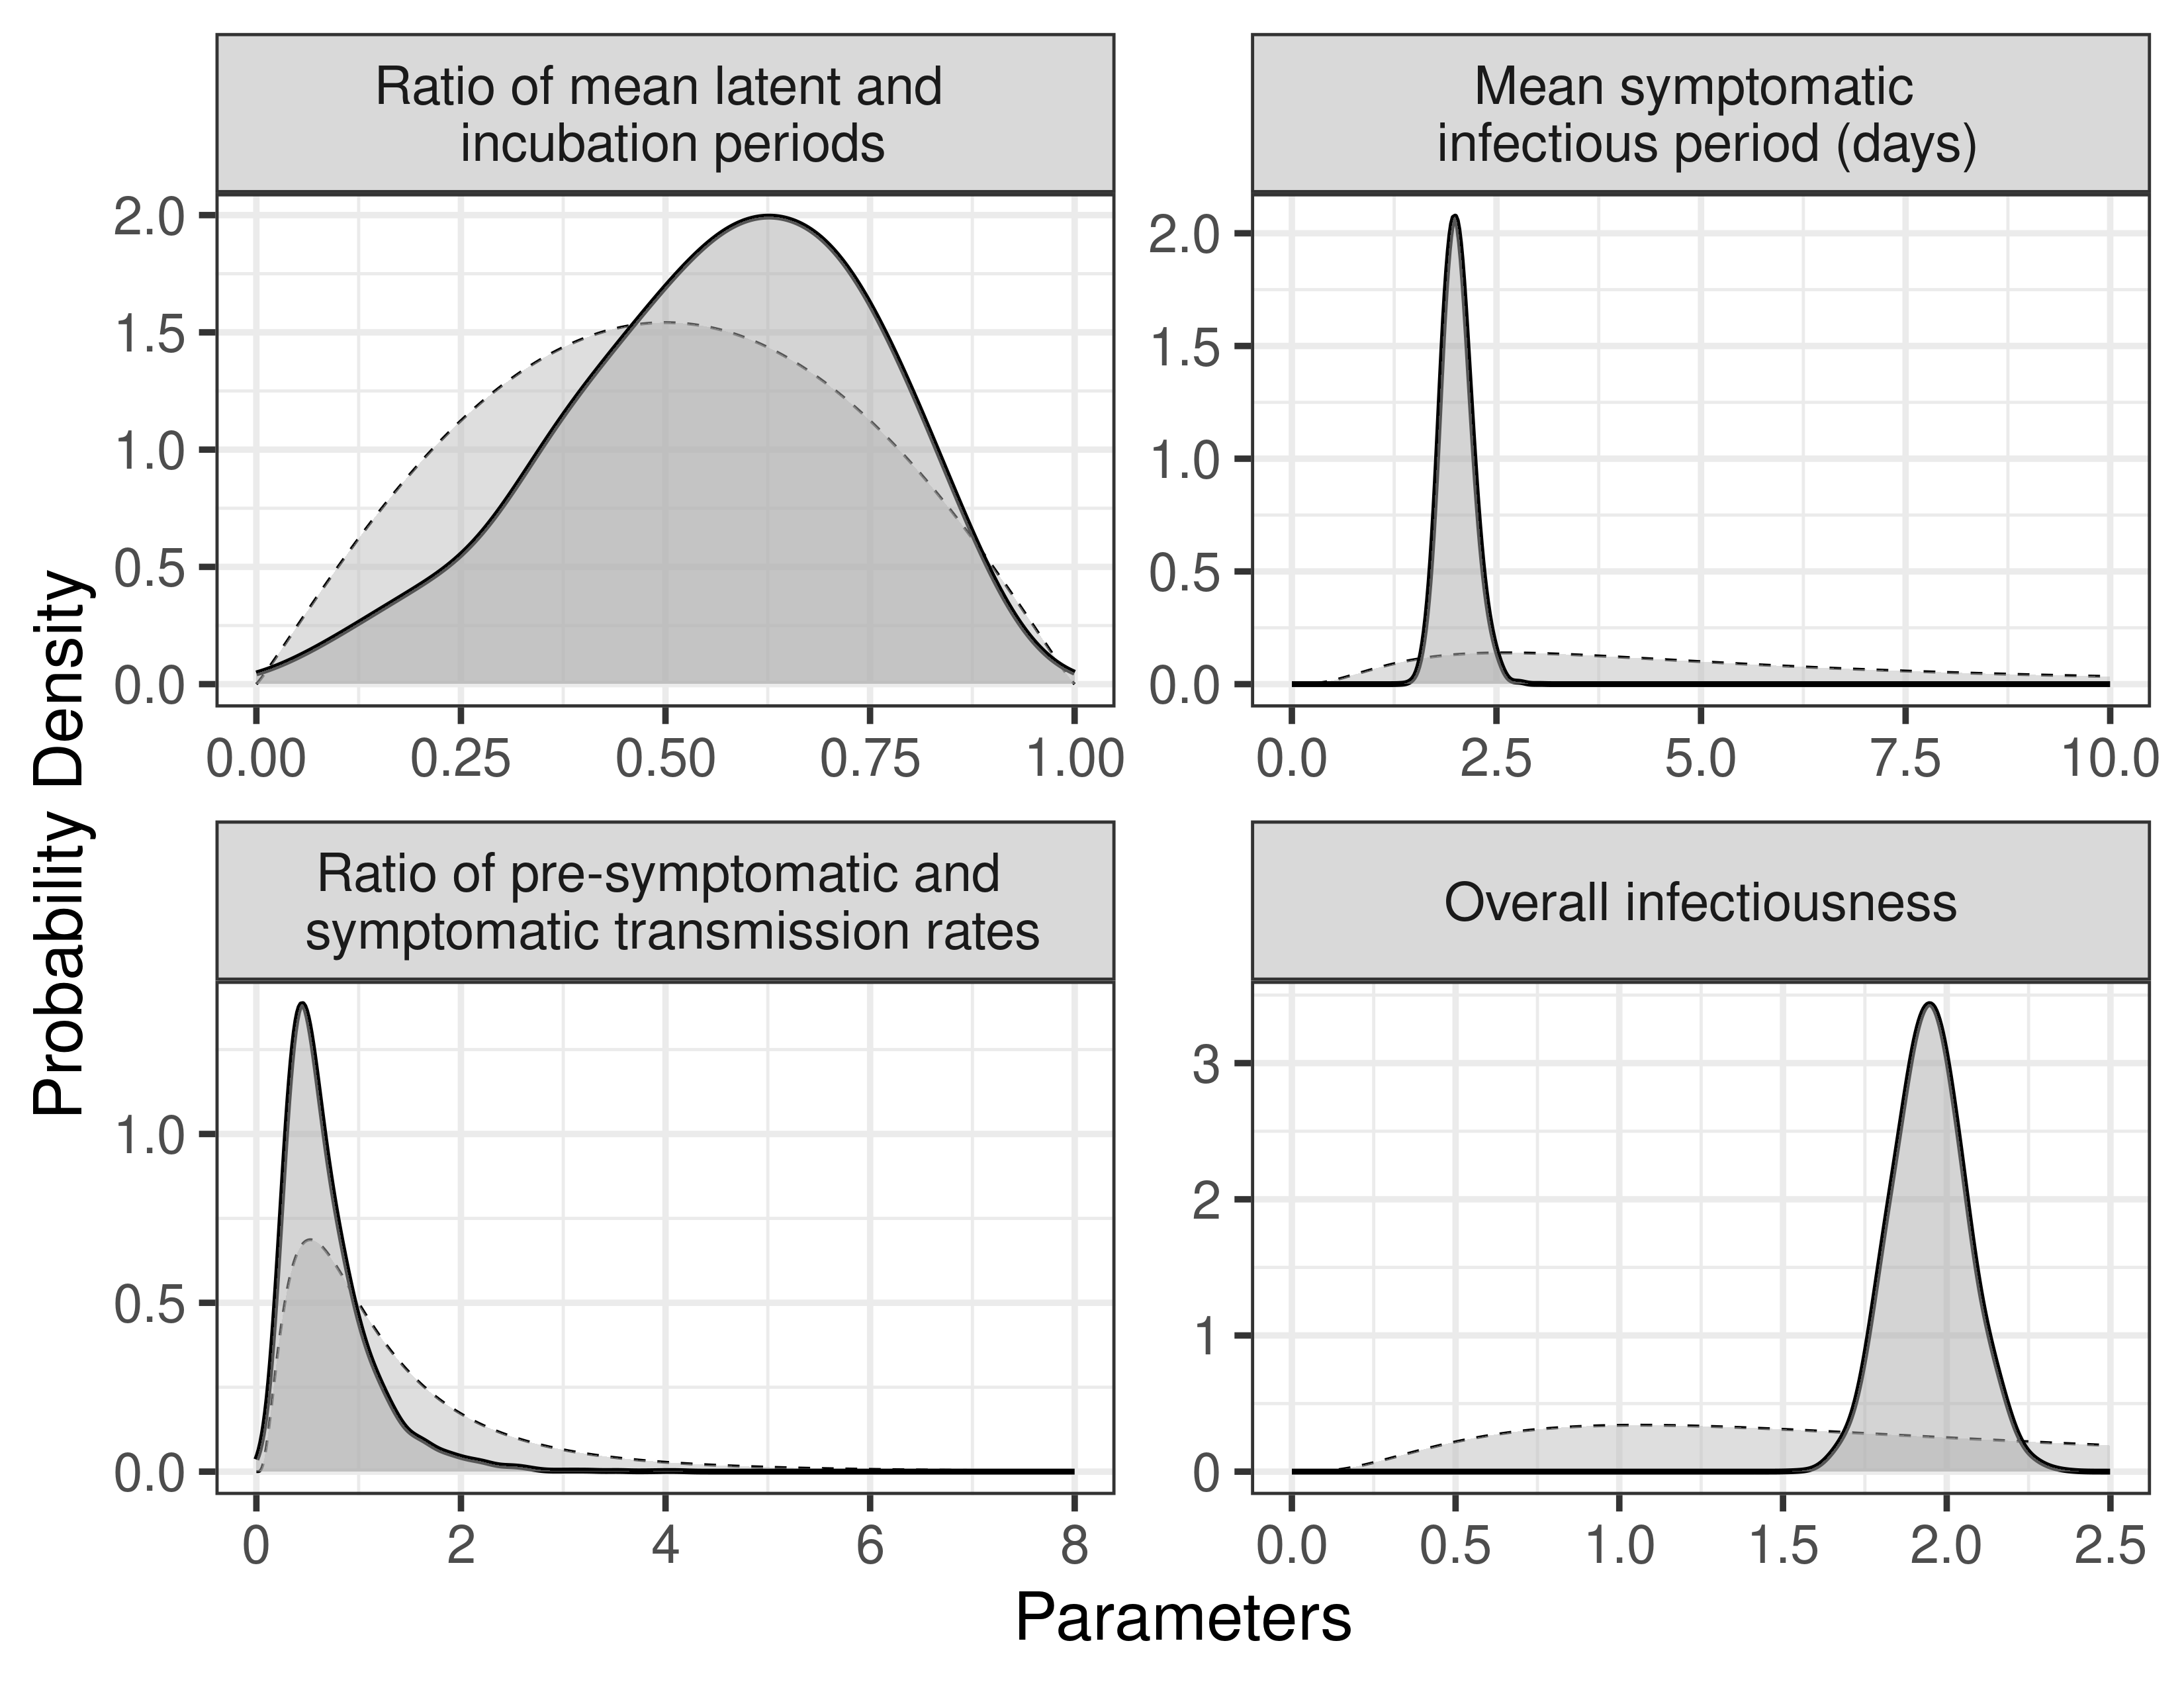 Ratio of mean latent and
incubation periods
Mean symptomatic
infectious period (days)
2.0
1.5
1.0
0.5
0.0
0.00 0.25 0.50 0.75 1.00
2.0
1.5
1.0
0.5
0.0
0.0 2.5 5.0 7.5 10.0
Probability Density
Ratio of pre-symptomatic and
symptomatic transmission rates
Overall infectiousness
1.0
0.5
0.0
0 2 4 6 8
3
2
1
0
0.0 0.5 1.0 1.5 2.0 2.5
Parameters